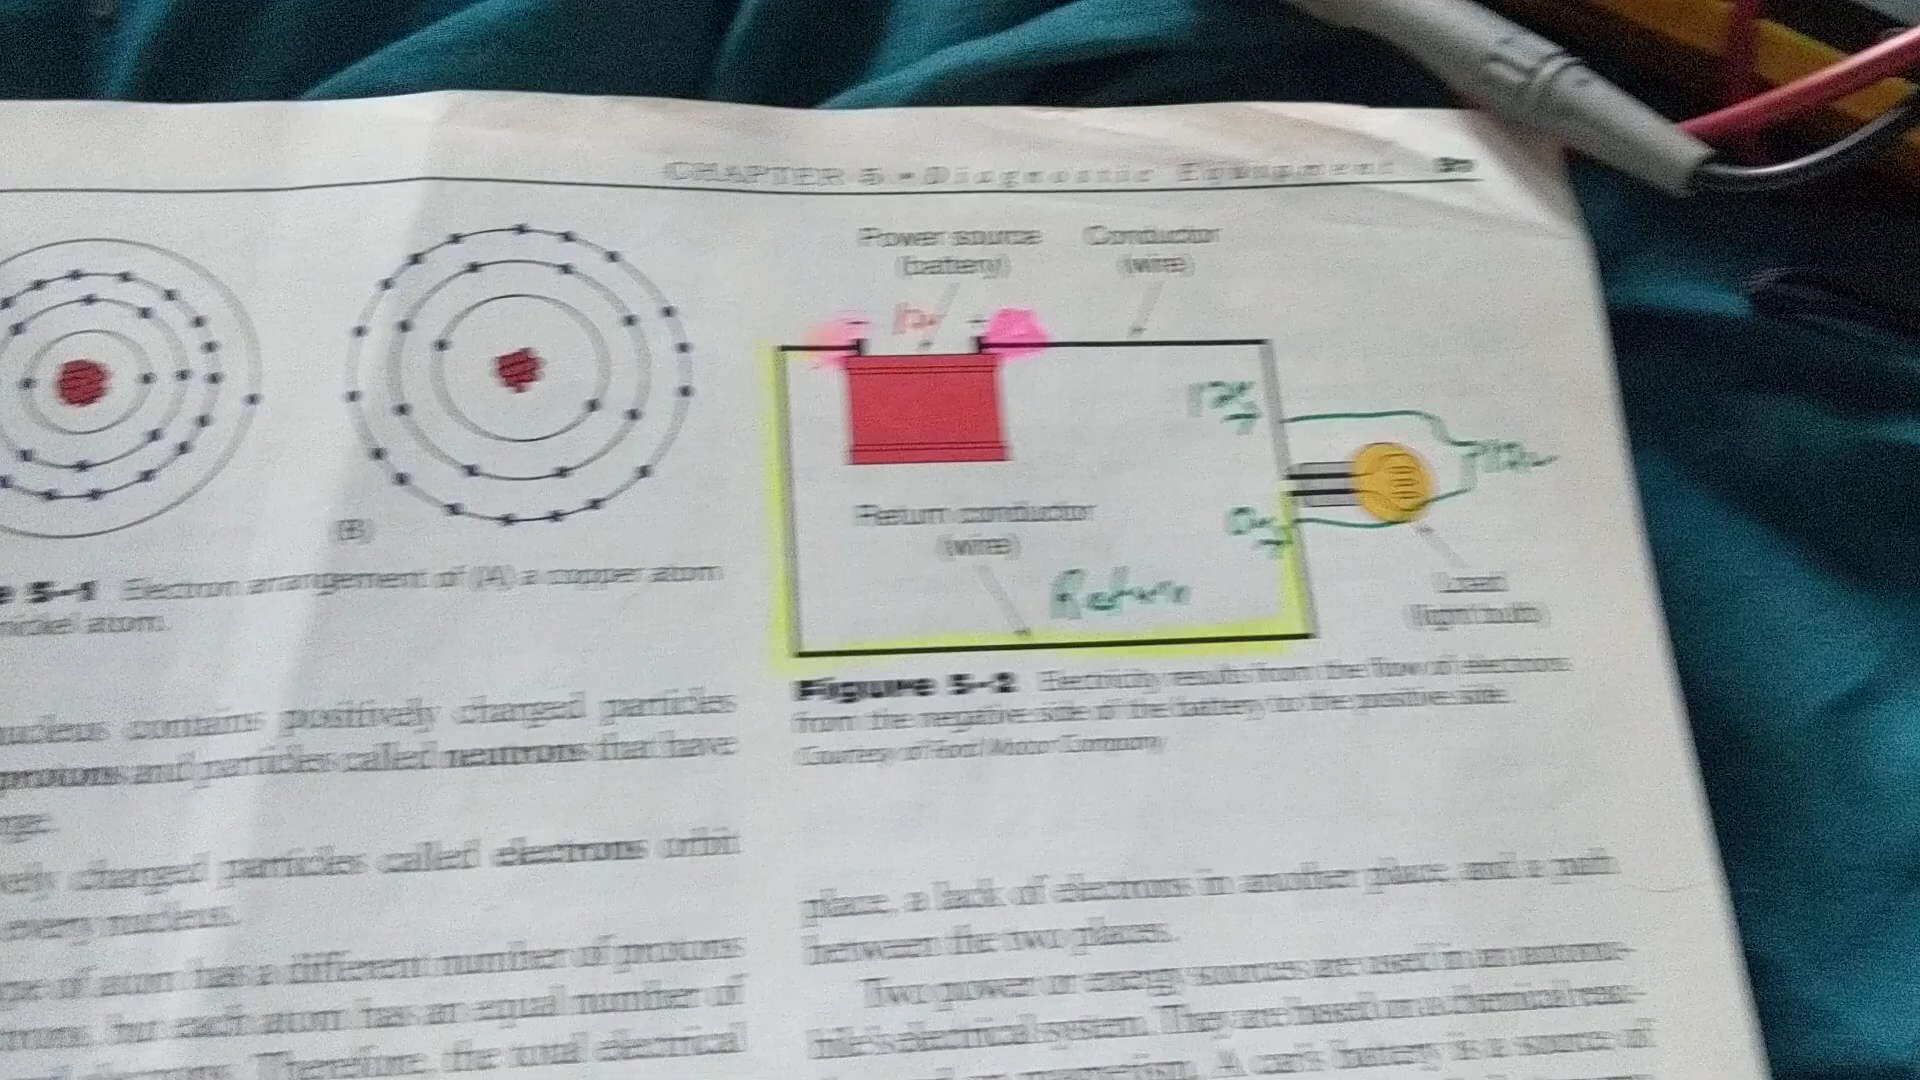 CHAPTER 5 • Diagnostic Equipment
Power source
(battery)
Conductor
(wire)
Return conductor
(wire)
Return
12v
Load
(light bulb)
(B)
5-1 Electron arrangement of (A) a copper atom
nickel atom.
Figure 5-2 Electricity results from the flow of electrons
from the negative side of the battery to the positive side.
(Courtesy of Ford Motor Company)
nucleus contains positively charged particles
protons and particles called neutrons that have
charged particles called electrons orbit
every nucleus.
of atom has a different number of protons
but each atom has an equal number of
Therefore, the total electrical
place, a lack of electrons in another place, and a path
between the two places.
Two power or energy sources are used in an automo-
bile's electrical system. They are based on a chemical reac-
magnetism. A car's battery is a source of